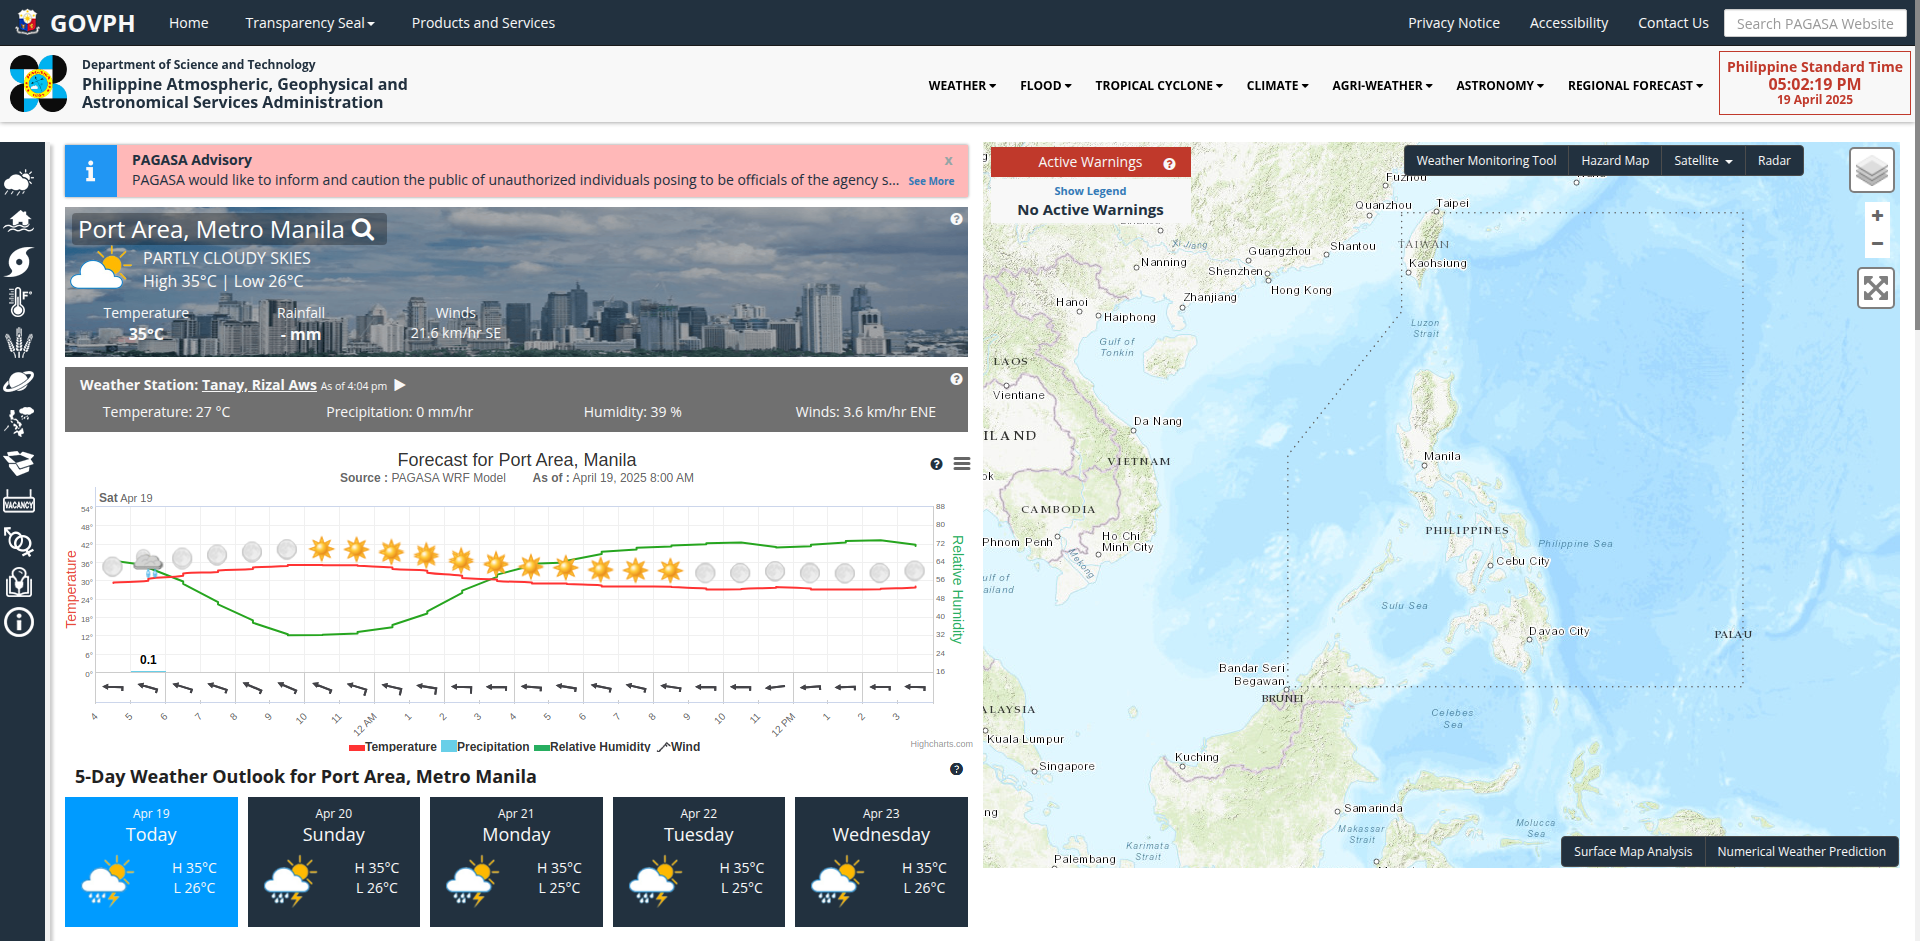 GOVPH
Home
Transparency Seal
Products and Services
Privacy Notice
Accessibility
Contact Us
Search PAGASA Website
Department of Science and Technology
Philippine Atmospheric, Geophysical and
Astronomical Services Administration
WEATHER
FLOOD
TROPICAL CYCLONE
CLIMATE
AGRI-WEATHER
ASTRONOMY
REGIONAL FORECAST
Philippine Standard Time
05:02:19 PM
19 April 2025
VACANCY
PAGASA Advisory
x
PAGASA would like to inform and caution the public of unauthorized individuals posing to be officials of the agency s... See More
Port Area, Metro Manila
PARTLY CLOUDY SKIES
High 35°C | Low 26°C
Temperature
35°C
Rainfall
- mm
Winds
21.6 km/hr SE
Weather Station: Tanay, Rizal Aws As of 4:04 pm
Temperature: 27 °C
Precipitation: 0 mm/hr
Humidity: 39 %
Winds: 3.6 km/hr ENE
Forecast for Port Area, Manila
Source : PAGASA WRF Model As of : April 19, 2025 8:00 AM
Sat Apr 19
54°
48°
42°
36°
30°
24°
18°
12°
6°
0°
Temperature
88
80
72
64
56
48
40
32
24
16
Relative Humidity
0.1
4 5 6 7 8 9 10 11 12 AM 1 2 3 4 5 6 7 8 9 10 11 12 PM 1 2 3
Temperature Precipitation Relative Humidity Wind
Highcharts.com
5-Day Weather Outlook for Port Area, Metro Manila
Apr 19
Today
H 35°C
L 26°C
Apr 20
Sunday
H 35°C
L 26°C
Apr 21
Monday
H 35°C
L 25°C
Apr 22
Tuesday
H 35°C
L 25°C
Apr 23
Wednesday
H 35°C
L 26°C
Active Warnings
Show Legend
No Active Warnings
Weather Monitoring Tool
Hazard Map
Satellite
Radar
+
−
Fuzhou
Quanzhou
Taipei
Xi Jiang
Guangzhou
Shantou
TAIWAN
Nanning
Shenzhen
Kaohsiung
Hong Kong
Hanoi
Zhanjiang
Haiphong
Luzon
Strait
Gulf of
Tonkin
LAOS
Vientiane
Da Nang
ILAND
VIETNAM
Manila
ok
CAMBODIA
PHILIPPINES
Phnom Penh
Ho Chi
Minh City
Mekong
Philippine Sea
Cebu City
ulf of
ailand
Sulu Sea
Davao City
PALAU
Bandar Seri
Begawan
BRUNEI
ALAYSIA
Celebes
Sea
Kuala Lumpur
Kuching
Singapore
Samarinda
ng
Makassar
Strait
Molucca
Sea
Karimata
Strait
Palembang
Surface Map Analysis
Numerical Weather Prediction